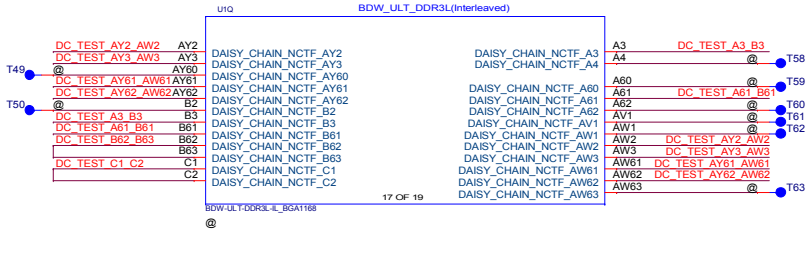 U1Q
BDW_ULT_DDR3L(Interleaved)
DC_TEST_AY2_AW2 AY2 DAISY_CHAIN_NCTF_AY2
DC_TEST_AY3_AW3 AY3 DAISY_CHAIN_NCTF_AY3
T49 @ AY60 DAISY_CHAIN_NCTF_AY60
DC_TEST_AY61_AW61 AY61 DAISY_CHAIN_NCTF_AY61
DC_TEST_AY62_AW62 AY62 DAISY_CHAIN_NCTF_AY62
T50 @ B2 DAISY_CHAIN_NCTF_B2
DC_TEST_A3_B3 B3 DAISY_CHAIN_NCTF_B3
DC_TEST_A61_B61 B61 DAISY_CHAIN_NCTF_B61
DC_TEST_B62_B63 B62 DAISY_CHAIN_NCTF_B62
B63 DAISY_CHAIN_NCTF_B63
DC_TEST_C1_C2 C1 DAISY_CHAIN_NCTF_C1
C2 DAISY_CHAIN_NCTF_C2
DAISY_CHAIN_NCTF_A3 A3 DC_TEST_A3_B3
DAISY_CHAIN_NCTF_A4 A4 @ T58
DAISY_CHAIN_NCTF_A60 A60 @ T59
DAISY_CHAIN_NCTF_A61 A61 DC_TEST_A61_B61
DAISY_CHAIN_NCTF_A62 A62 @ T60
DAISY_CHAIN_NCTF_AV1 AV1 @ T61
DAISY_CHAIN_NCTF_AW1 AW1 @ T62
DAISY_CHAIN_NCTF_AW2 AW2 DC_TEST_AY2_AW2
DAISY_CHAIN_NCTF_AW3 AW3 DC_TEST_AY3_AW3
DAISY_CHAIN_NCTF_AW61 AW61 DC_TEST_AY61_AW61
DAISY_CHAIN_NCTF_AW62 AW62 DC_TEST_AY62_AW62
DAISY_CHAIN_NCTF_AW63 AW63 @ T63
17 OF 19
BDW-ULT-DDR3L-IL_BGA1168
@